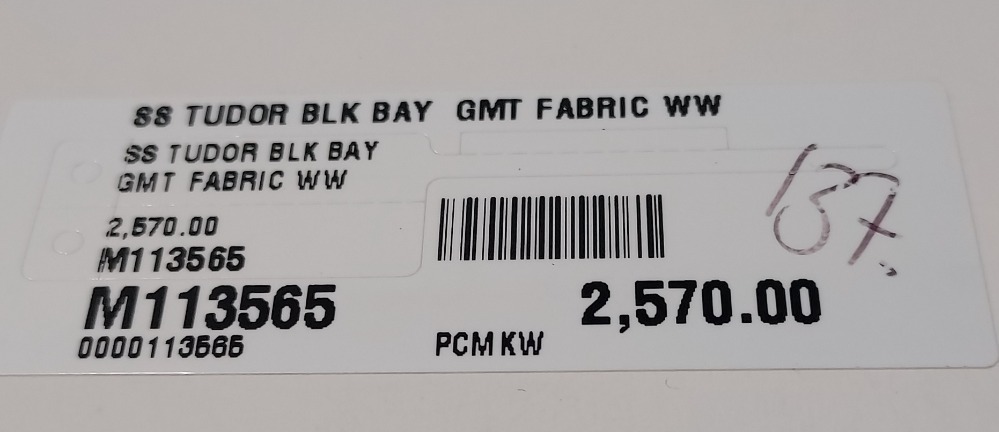 SS TUDOR BLK BAY GMT FABRIC WW
SS TUDOR BLK BAY
GMT FABRIC WW
2,570.00
M113565
M113565
0000113565
PCM KW
2,570.00
137.